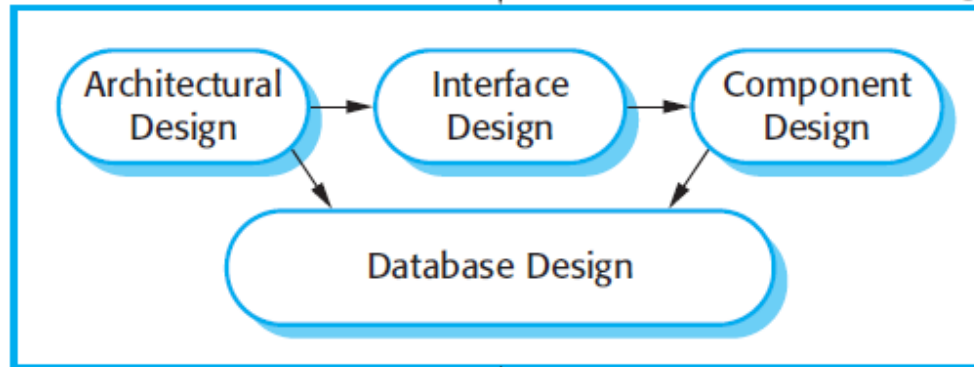 Architectural
Design
Interface
Design
Component
Design
Database Design